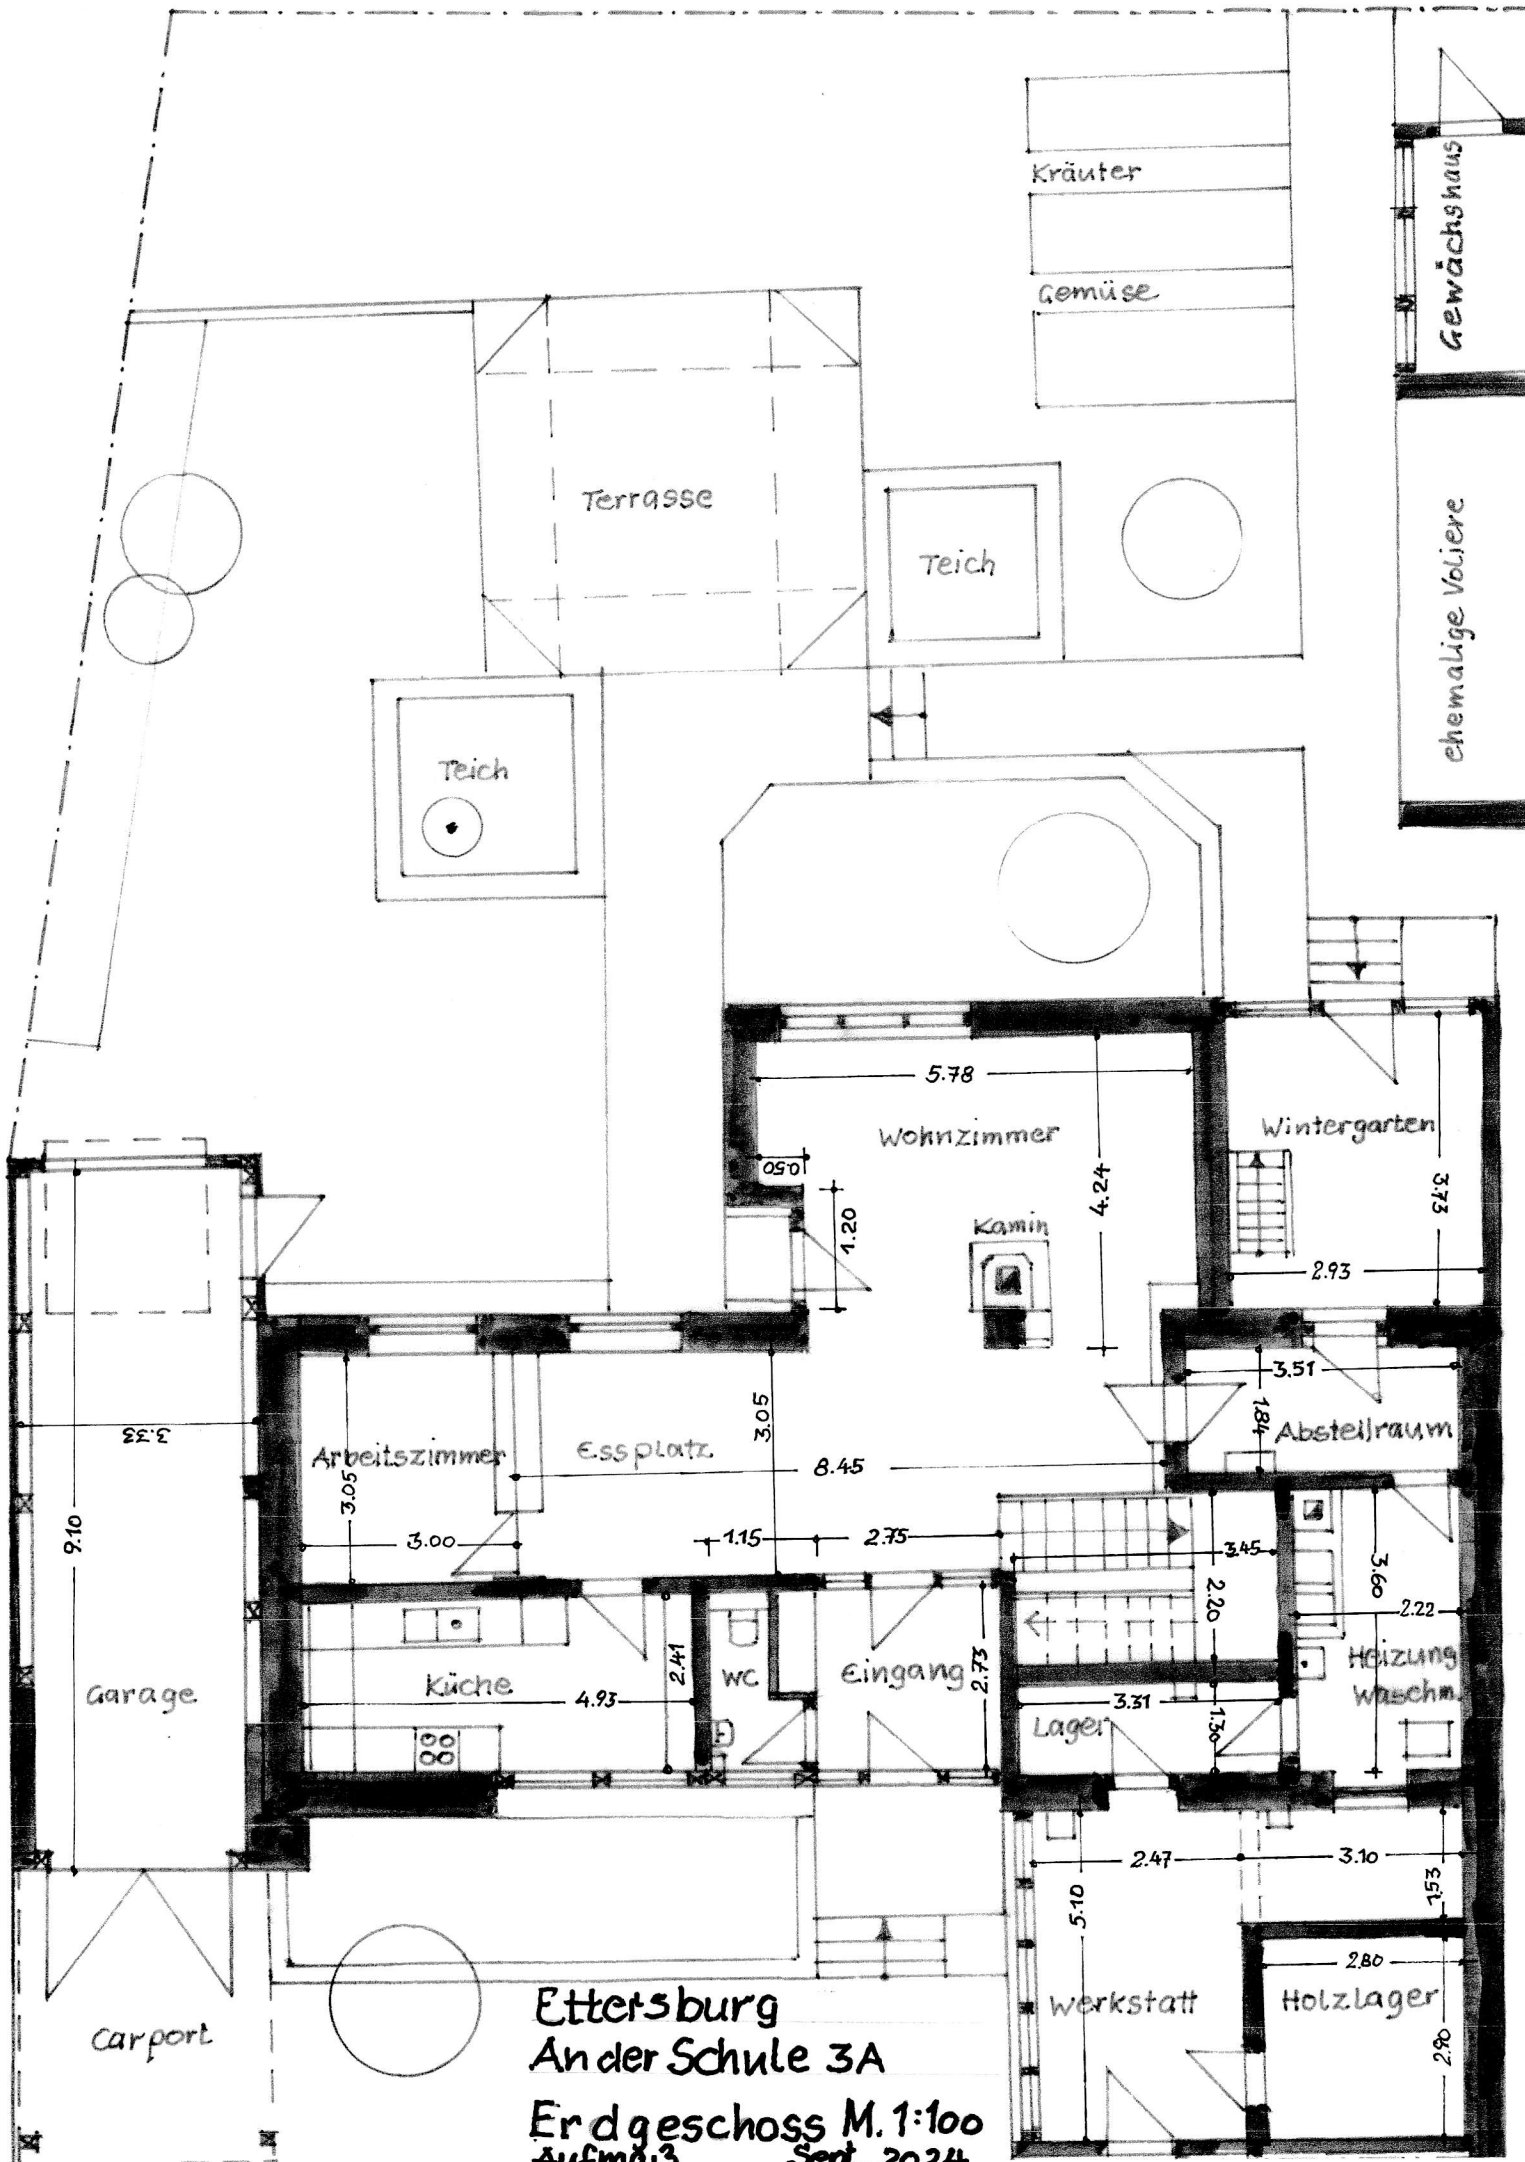 Kräuter
Gewächshaus
Gemüse
Terrasse
Teich
ehemalige Voliere
Teich
5.78
Wohnzimmer
Wintergarten
0.50
4.24
3.73
1.20
Kamin
2.93
3.51
3.33
3.05
1.84
Abstellraum
Arbeitszimmer
Essplatz
8.45
3.05
9.10
3.00
1.15
2.75
3.45
3.60
2.20
2.22
Küche
2.41
WC
Eingang
2.73
Heizung
Waschm.
Garage
4.93
3.31
Lager
1.30
2.47
3.10
5.10
1.53
2.80
Werkstatt
Holzlager
2.90
Carport
Ettersburg
An der Schule 3A
Erdgeschoss M. 1:100
Aufmaß Sept. 2024